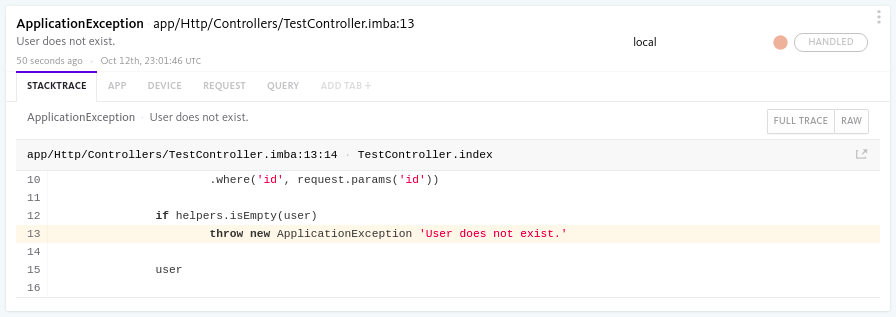 ApplicationException · app/Http/Controllers/TestController.imba:13
User does not exist.
local
HANDLED
50 seconds ago · Oct 12th, 23:01:46 UTC
STACKTRACE APP DEVICE REQUEST QUERY ADD TAB +
ApplicationException · User does not exist.
FULL TRACE RAW
app/Http/Controllers/TestController.imba:13:14 · TestController.index
10 .where('id', request.params('id'))
11
12 if helpers.isEmpty(user)
13 throw new ApplicationException 'User does not exist.'
14
15 user
16